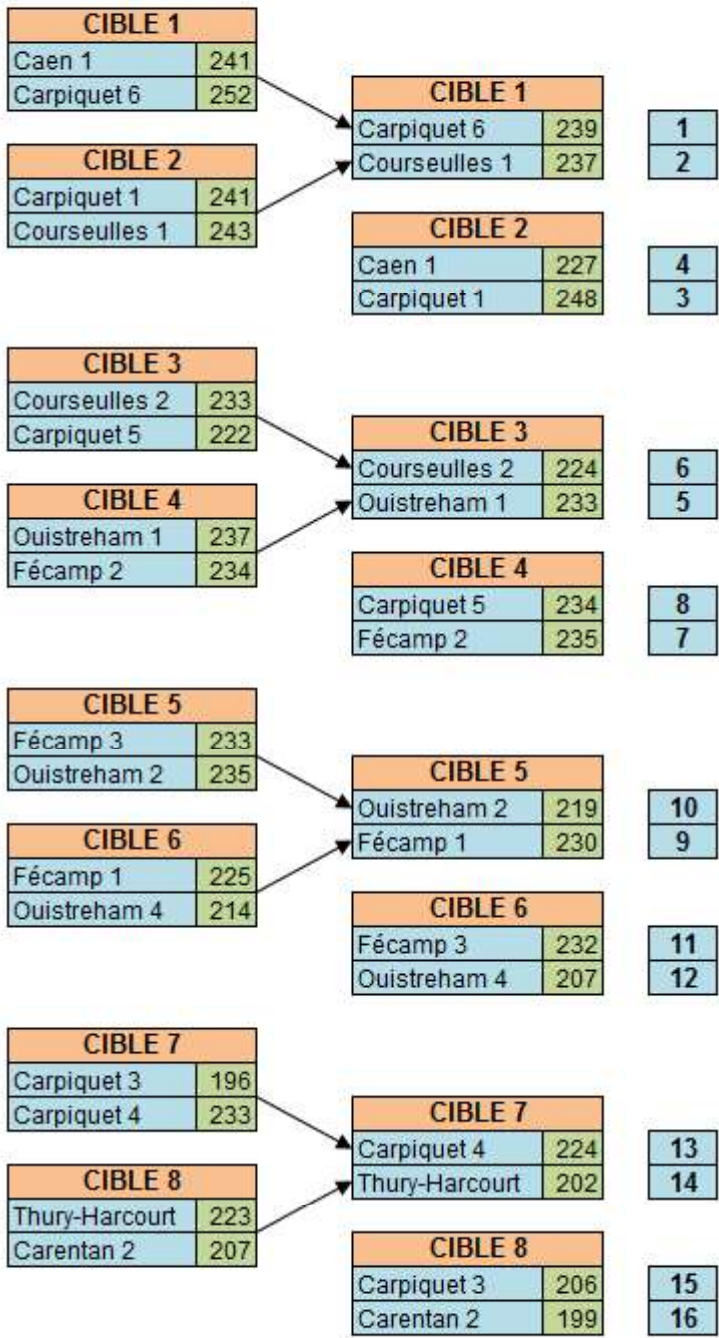 CIBLE 1
Caen 1 241
Carpiquet 6 252
CIBLE 2
Carpiquet 1 241
Courseulles 1 243
CIBLE 1
Carpiquet 6 239 1
Courseulles 1 237 2
CIBLE 2
Caen 1 227 4
Carpiquet 1 248 3
CIBLE 3
Courseulles 2 233
Carpiquet 5 222
CIBLE 4
Ouistreham 1 237
Fécamp 2 234
CIBLE 3
Courseulles 2 224 6
Ouistreham 1 233 5
CIBLE 4
Carpiquet 5 234 8
Fécamp 2 235 7
CIBLE 5
Fécamp 3 233
Ouistreham 2 235
CIBLE 6
Fécamp 1 225
Ouistreham 4 214
CIBLE 5
Ouistreham 2 219 10
Fécamp 1 230 9
CIBLE 6
Fécamp 3 232 11
Ouistreham 4 207 12
CIBLE 7
Carpiquet 3 196
Carpiquet 4 233
CIBLE 8
Thury-Harcourt 223
Carentan 2 207
CIBLE 7
Carpiquet 4 224 13
Thury-Harcourt 202 14
CIBLE 8
Carpiquet 3 206 15
Carentan 2 199 16